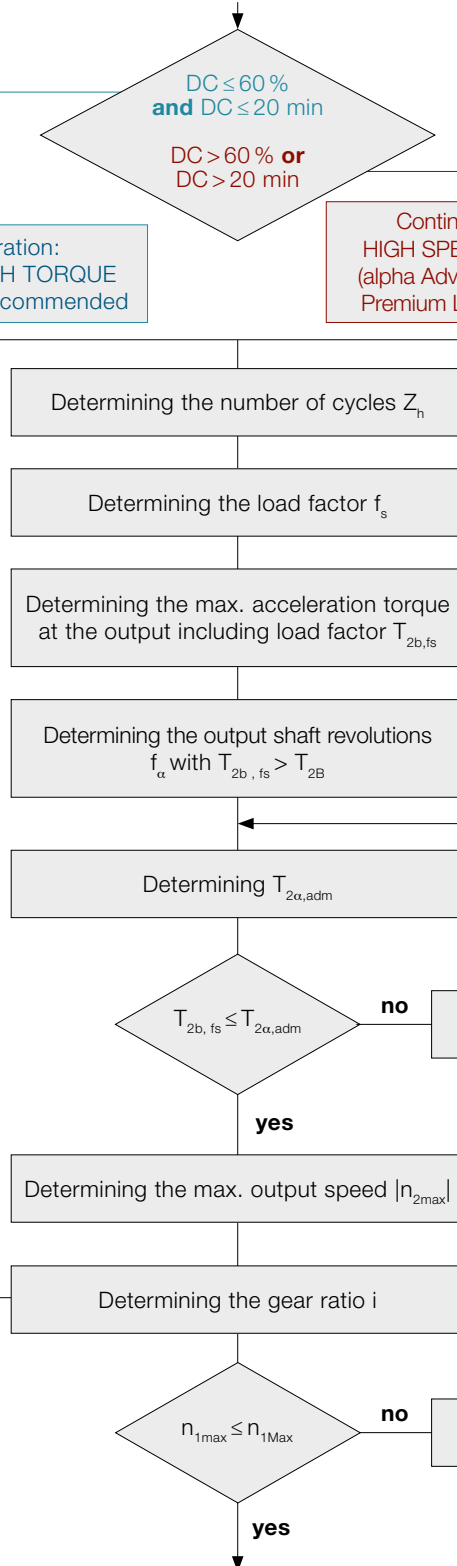 DC ≤ 60 %
and DC ≤ 20 min
DC > 60 % or
DC > 20 min
ration:
H TORQUE
commended
Contin
HIGH SPE
(alpha Adv
Premium L
Determining the number of cycles Zₕ
Determining the load factor fₛ
Determining the max. acceleration torque
at the output including load factor T₂b,fs
Determining the output shaft revolutions
fα with T₂b , fs > T₂B
Determining T₂α,adm
T₂b, fs ≤ T₂α,adm
no
yes
Determining the max. output speed |n₂max|
Determining the gear ratio i
n₁max ≤ n₁Max
no
yes